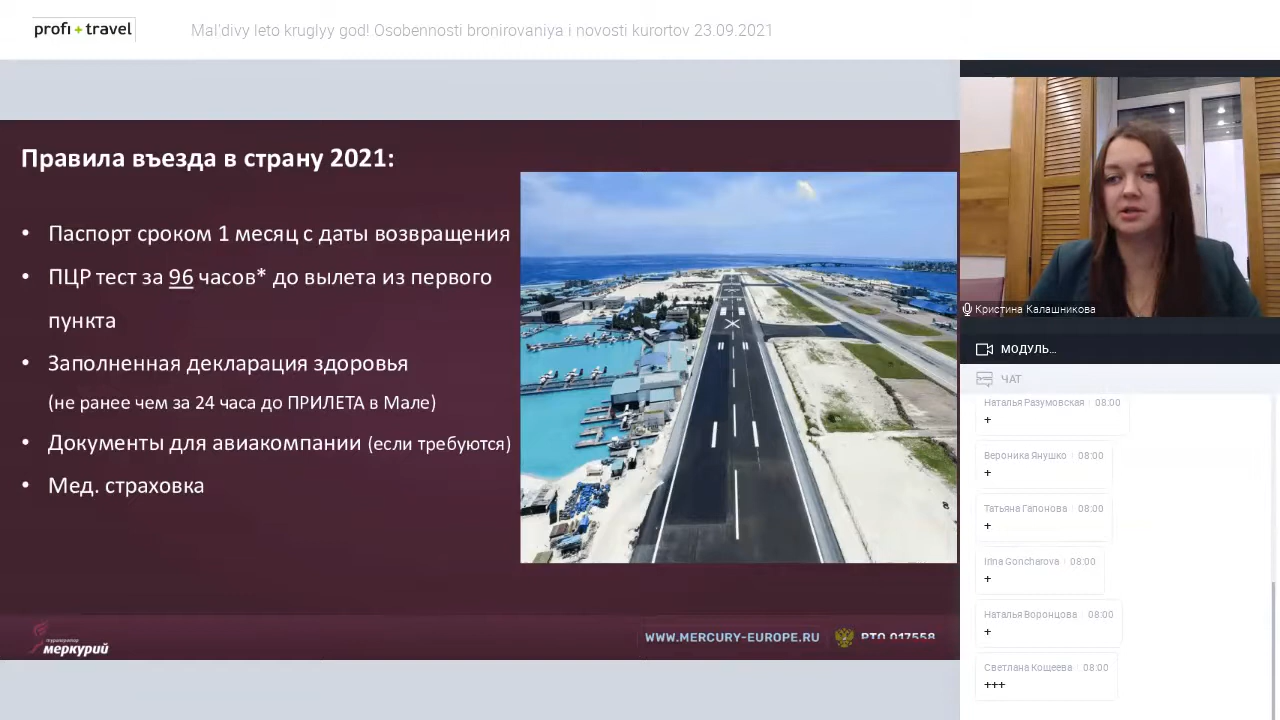 profi+travel
Mal'divy leto kruglyy god! Osobennosti bronirovaniya i novosti kurortov 23.09.2021
Правила въезда в страну 2021:
• Паспорт сроком 1 месяц с даты возвращения
• ПЦР тест за 96 часов* до вылета из первого
пункта
• Заполненная декларация здоровья
(не ранее чем за 24 часа до ПРИЛЕТА в Мале)
• Документы для авиакомпании (если требуются)
• Мед. страховка
туроператор
меркурий
WWW.MERCURY-EUROPE.RU
РТО 017558
Кристина Калашникова
МОДУЛЬ...
ЧАТ
Наталья Разумовская 08:00
+
Вероника Янушко 08:00
+
Татьяна Гапонова 08:00
+
Irina Goncharova 08:00
+
Наталья Воронцова 08:00
+
Светлана Кощеева 08:00
+++